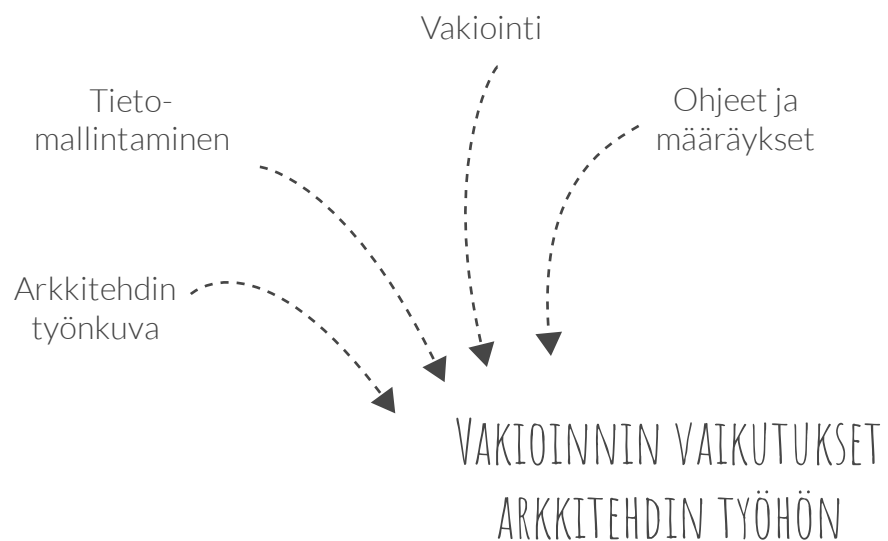 Vakiointi
Tieto-
mallintaminen
Ohjeet ja
määräykset
Arkkitehdin
työnkuva
VAKIOINNIN VAIKUTUKSET
ARKKITEHDIN TYÖHÖN